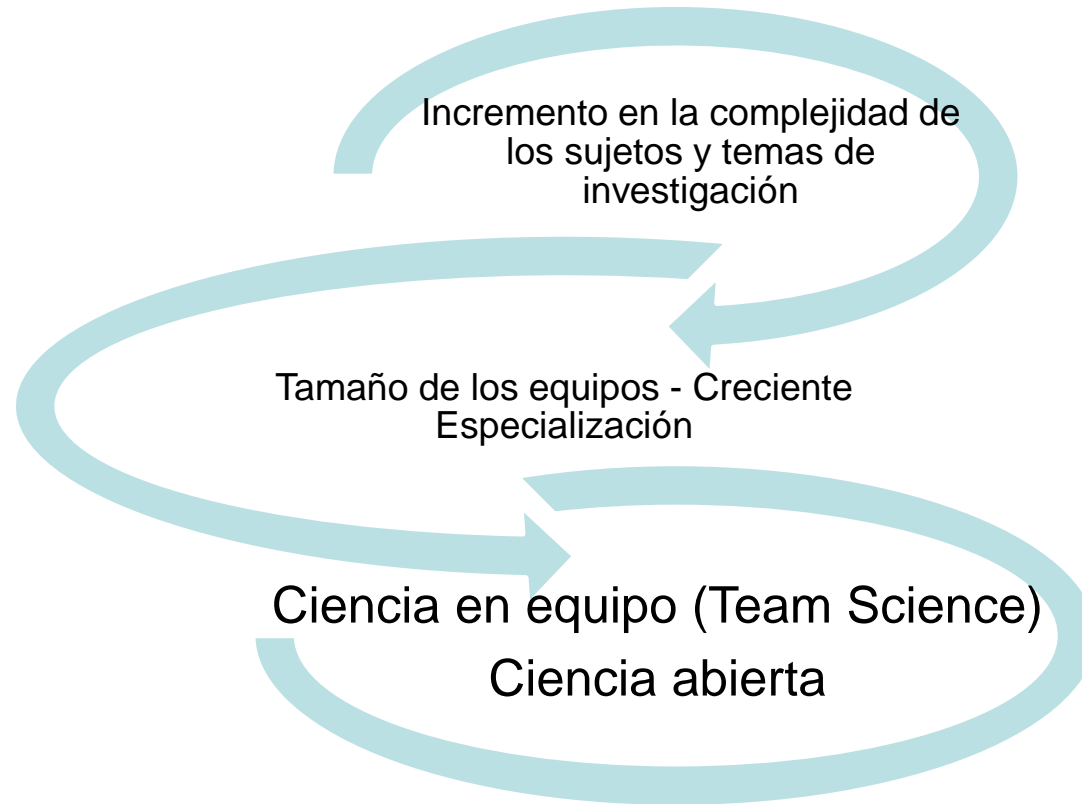 Incremento en la complejidad de
los sujetos y temas de
investigación
Tamaño de los equipos - Creciente
Especialización
Ciencia en equipo (Team Science)
Ciencia abierta